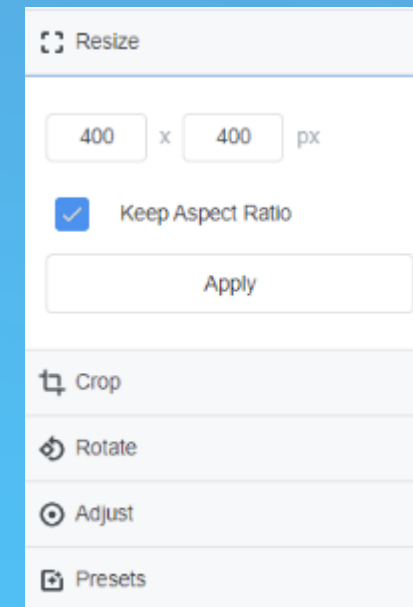 Resize
400 x 400 px
Keep Aspect Ratio
Apply
Crop
Rotate
Adjust
Presets